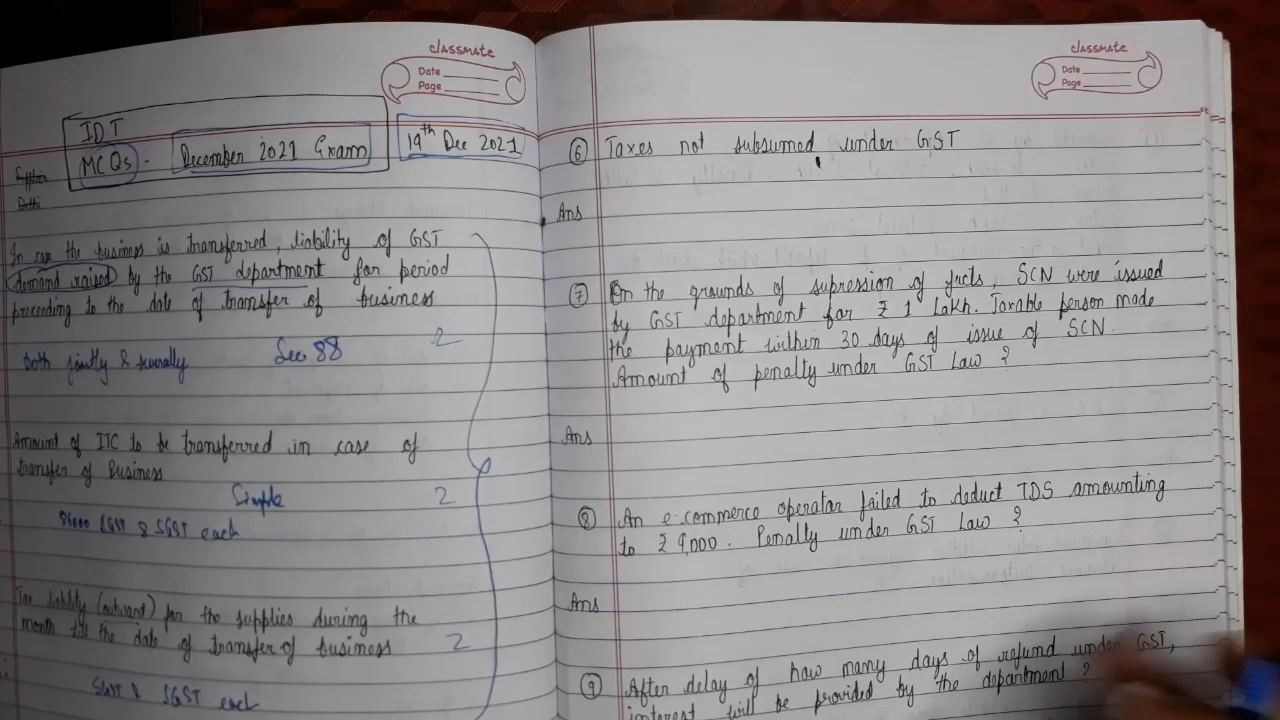 classmate
Date
Page
IDT
MCQs - December 2021 Exam
19th Dec 2021
In case the business is transferred, liability of GST
demand raised by the GST department for period
preceeding to the date of transfer of business
2
both jointly & severally Sec 88
Amount of ITC to be transferred in case of
transfer of Business
Simple 2
CGST & SGST each
Tax liability (outward) for the supplies during the
month till the date of transfer of business 2
SGST each
classmate
Date
Page
⑥ Taxes not subsumed under GST
Ans
⑦ On the grounds of supression of facts, SCN were issued
by GST department for ₹ 1 Lakh. Taxable person made
the payment within 30 days of issue of SCN.
Amount of penalty under GST Law ?
Ans
⑧ An e-commerce operator failed to deduct TDS amounting
to ₹ 9,000. Penalty under GST Law ?
Ans
⑨ After delay of how many days of refund under GST,
interest will be provided by the department ?